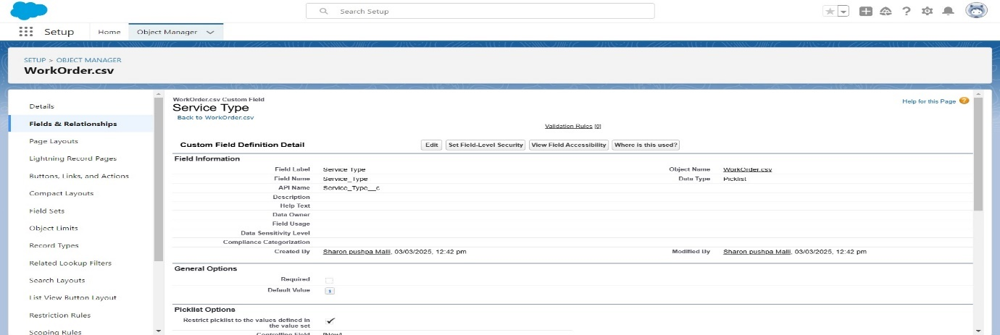 Search Setup
Setup
Home
Object Manager
SETUP > OBJECT MANAGER
WorkOrder.csv
Details
Fields & Relationships
Page Layouts
Lightning Record Pages
Buttons, Links, and Actions
Compact Layouts
Field Sets
Object Limits
Record Types
Related Lookup Filters
Search Layouts
List View Button Layout
Restriction Rules
Scoping Rules
WorkOrder.csv Custom Field
Service Type
Back to WorkOrder.csv
Help for this Page ?
Validation Rules [0]
Custom Field Definition Detail Edit Set Field-Level Security View Field Accessibility Where is this used?
Field Information
Field Label Service Type Object Name WorkOrder.csv
Field Name Service_Type Data Type Picklist
API Name Service_Type__c
Description
Help Text
Data Owner
Field Usage
Data Sensitivity Level
Compliance Categorization
Created By Sharon pushpa Malli, 03/03/2025, 12:42 pm Modified By Sharon pushpa Malli, 03/03/2025, 12:42 pm
General Options
Required
Default Value
Picklist Options
Restrict picklist to the values defined in
the value set
Controlling Field [New]